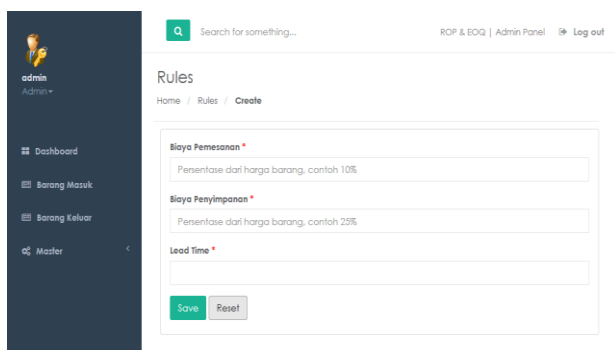 Search for something...
ROP & EOQ | Admin Panel
Log out
admin
Admin
Dashboard
Barang Masuk
Barang Keluar
Master
Rules
Home / Rules / Create
Biaya Pemesanan *
Persentase dari harga barang, contoh 10%
Biaya Penyimpanan *
Persentase dari harga barang, contoh 25%
Lead Time *
Save
Reset